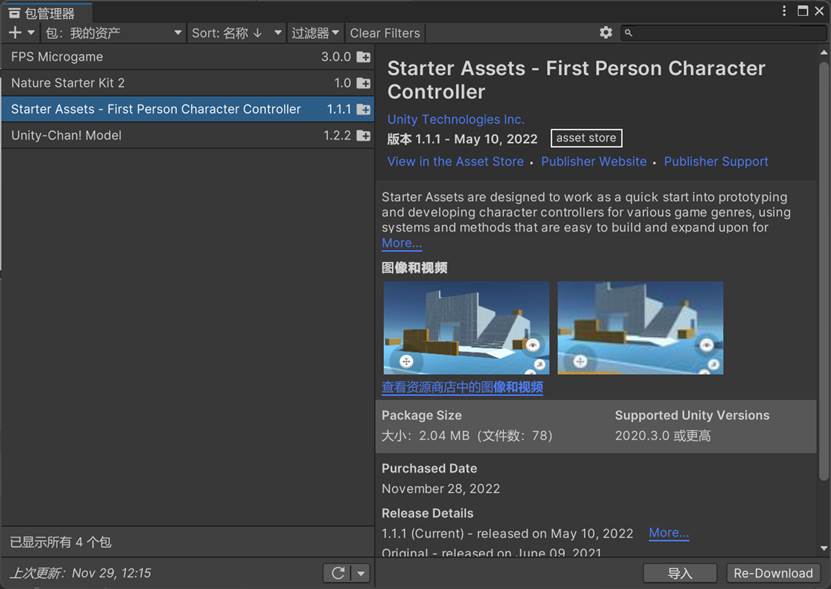 包管理器
包：我的资产 Sort: 名称 ↓ 过滤器 Clear Filters
FPS Microgame 3.0.0
Nature Starter Kit 2 1.0
Starter Assets - First Person Character Controller 1.1.1
Unity-Chan! Model 1.2.2
已显示所有 4 个包
上次更新：Nov 29, 12:15
Starter Assets - First Person Character
Controller
Unity Technologies Inc.
版本 1.1.1 - May 10, 2022 asset store
View in the Asset Store • Publisher Website • Publisher Support
Starter Assets are designed to work as a quick start into prototyping
and developing character controllers for various game genres, using
systems and methods that are easy to build and expand upon for
More...
图像和视频
查看资源商店中的图像和视频
Package Size Supported Unity Versions
大小：2.04 MB（文件数：78） 2020.3.0 或更高
Purchased Date
November 28, 2022
Release Details
1.1.1 (Current) - released on May 10, 2022 More...
Original - released on June 09, 2021
导入 Re-Download